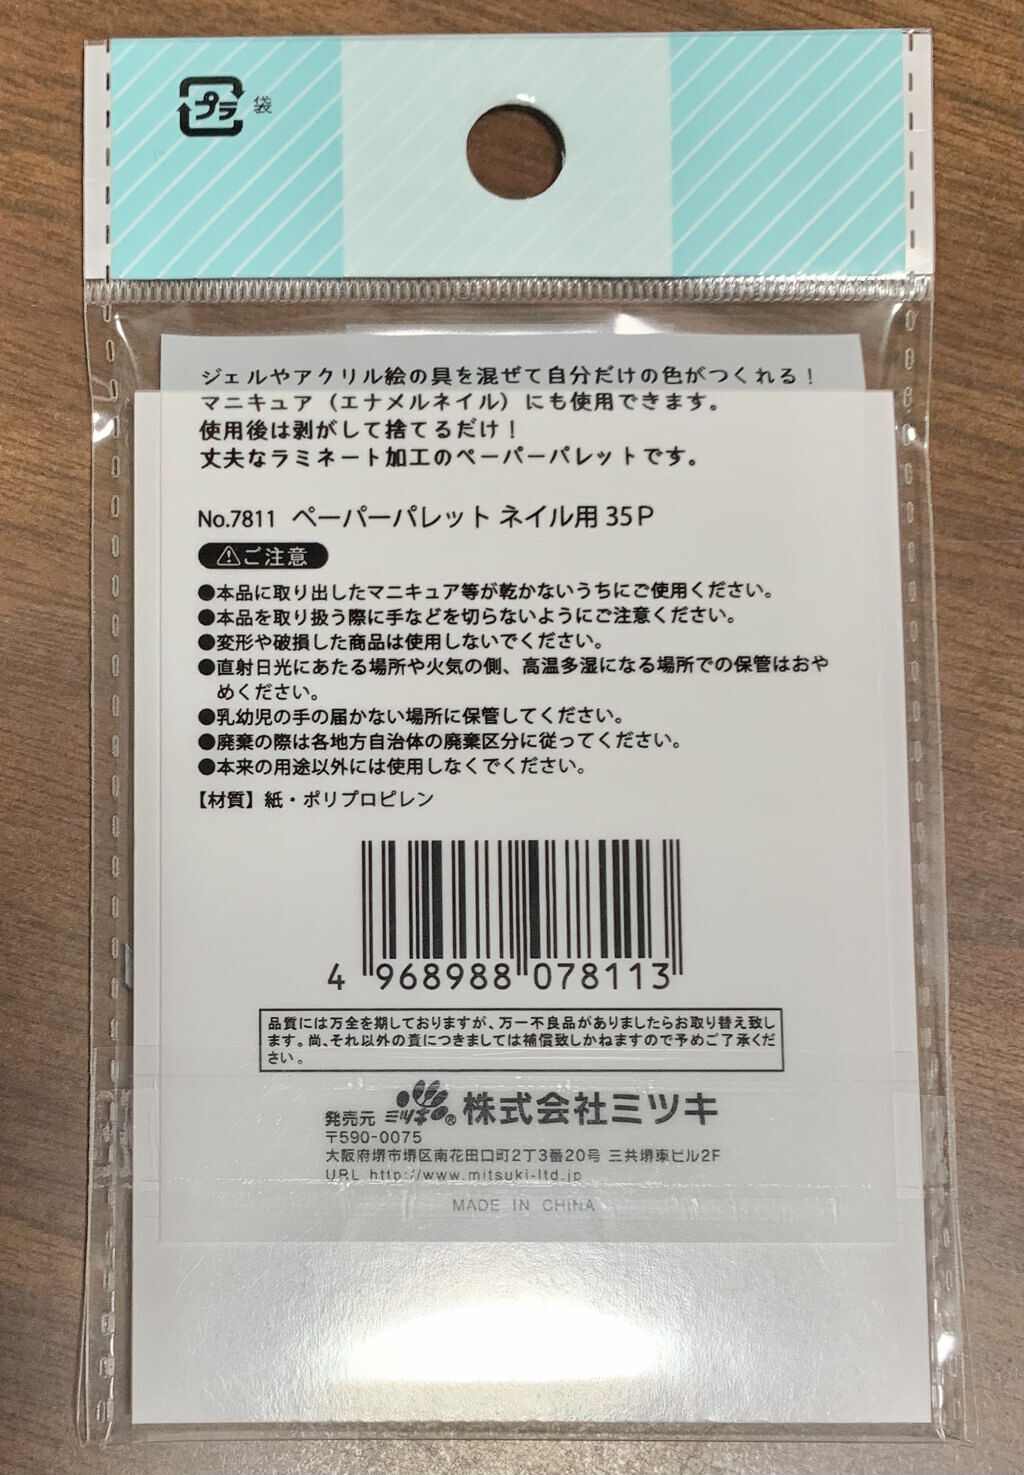 プラ 袋
ジェルやアクリル絵の具を混ぜて自分だけの色がつくれる！
マニキュア（エナメルネイル）にも使用できます。
使用後は剥がして捨てるだけ！
丈夫なラミネート加工のペーパーパレットです。
No.7811 ペーパーパレット ネイル用 35P
⚠ご注意
●本品に取り出したマニキュア等が乾かないうちにご使用ください。
●本品を取り扱う際に手などを切らないようにご注意ください。
●変形や破損した商品は使用しないでください。
●直射日光にあたる場所や火気の側、高温多湿になる場所での保管はおや
めください。
●乳幼児の手の届かない場所に保管してください。
●廃棄の際は各地方自治体の廃棄区分に従ってください。
●本来の用途以外には使用しなくでください。
【材質】紙・ポリプロピレン
4 968988 078113
品質には万全を期しておりますが、万一不良品がありましたらお取り替え致し
ます。尚、それ以外の責につきましては補償致しかねますので予めご了承くだ
さい。
発売元 ミツキ® 株式会社ミツキ
〒590-0075
大阪府堺市堺区南花田口町2丁3番20号 三共堺東ビル2F
URL http://www.mitsuki-ltd.jp
MADE IN CHINA